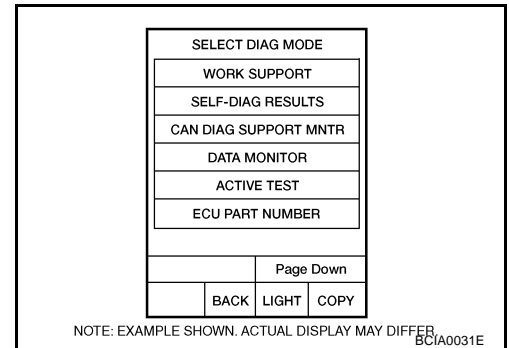 SELECT DIAG MODE
WORK SUPPORT
SELF-DIAG RESULTS
CAN DIAG SUPPORT MNTR
DATA MONITOR
ACTIVE TEST
ECU PART NUMBER
Page Down
BACK LIGHT COPY
NOTE: EXAMPLE SHOWN. ACTUAL DISPLAY MAY DIFFER.
BCIA0031E